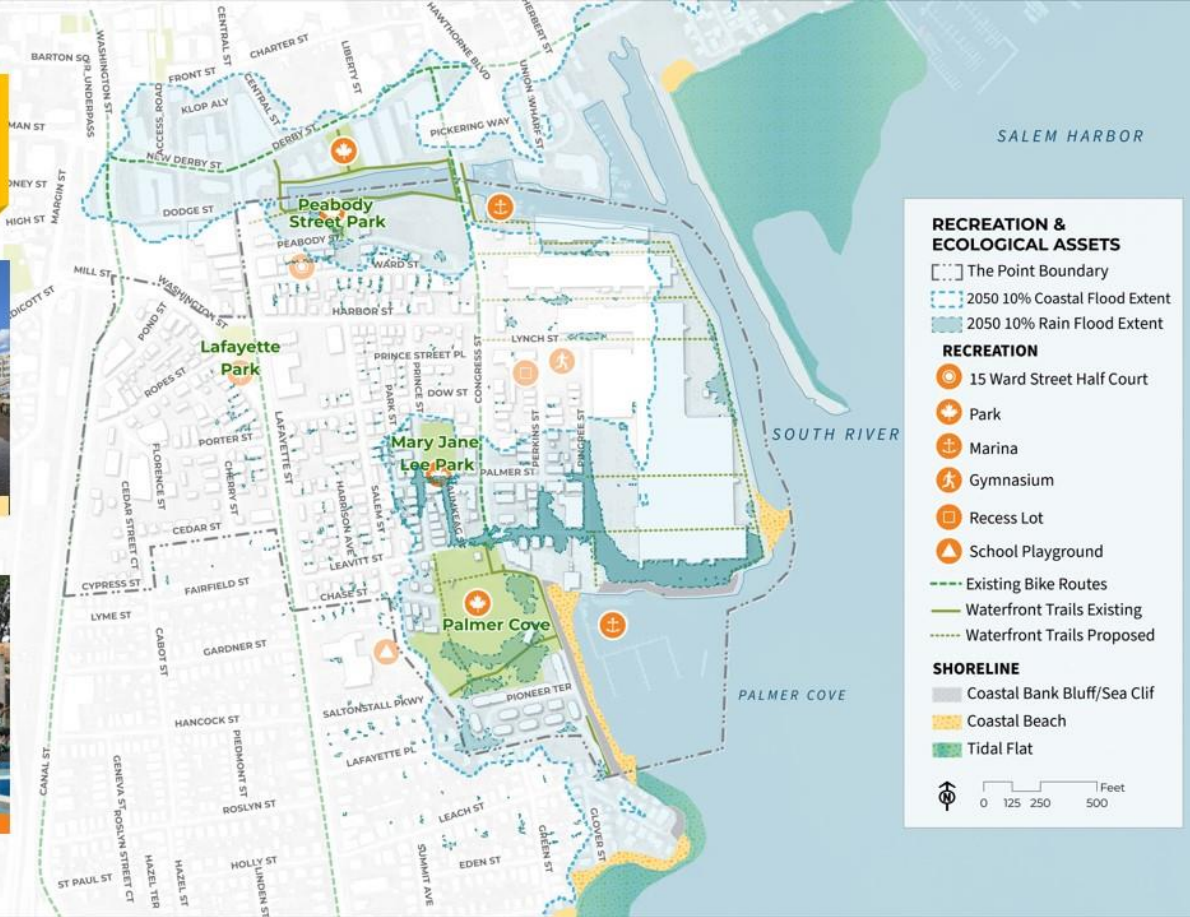 BARTON SQ
WASHINGTON ST
CENTRAL ST
CHARTER ST
LIBERTY ST
HAWTHORNE BLVD
HERBERT ST
FRONT ST
KLOP ALY
CENTRAL ST
UNION
WHARF ST
ACCESS_ROAD
DERBY ST
PICKERING WAY
NEW DERBY ST
MARGIN ST
HIGH ST
DODGE ST
Peabody
Street Park
PEABODY ST
WARD ST
MILL ST
WASHINGTON ST
HARBOR ST
POND ST
Lafayette
Park
PRINCE STREET PL
CONGRESS ST
LYNCH ST
ROPES ST
PARK ST
PRINCE ST
DOW ST
PORTER ST
LAFAYETTE ST
Mary Jane
Lee Park
PERKINS ST
PINGREE ST
PALMER ST
FLORENCE ST
CHERRY ST
CEDAR STREET CT
HARRISON AVE
SALEM ST
CEDAR ST
LEAVITT ST
CYPRESS ST
FAIRFIELD ST
CHASE ST
LYME ST
Palmer Cove
CABOT ST
GARDNER ST
PIONEER TER
SALTONSTALL PKWY
HANCOCK ST
PIEDMONT ST
LAFAYETTE PL
CANAL ST
GENEVA ST
ROSLYN ST
LEACH ST
GLOVER ST
ROSLYN STREET CT
GREEN ST
HOLLY ST
EDEN ST
SUMMIT AVE
ST PAUL ST
HAZEL TER
HAZEL ST
LINDEN ST
SALEM HARBOR
SOUTH RIVER
PALMER COVE
RECREATION &
ECOLOGICAL ASSETS
The Point Boundary
2050 10% Coastal Flood Extent
2050 10% Rain Flood Extent
RECREATION
15 Ward Street Half Court
Park
Marina
Gymnasium
Recess Lot
School Playground
Existing Bike Routes
Waterfront Trails Existing
Waterfront Trails Proposed
SHORELINE
Coastal Bank Bluff/Sea Clif
Coastal Beach
Tidal Flat
N
Feet
0 125 250 500